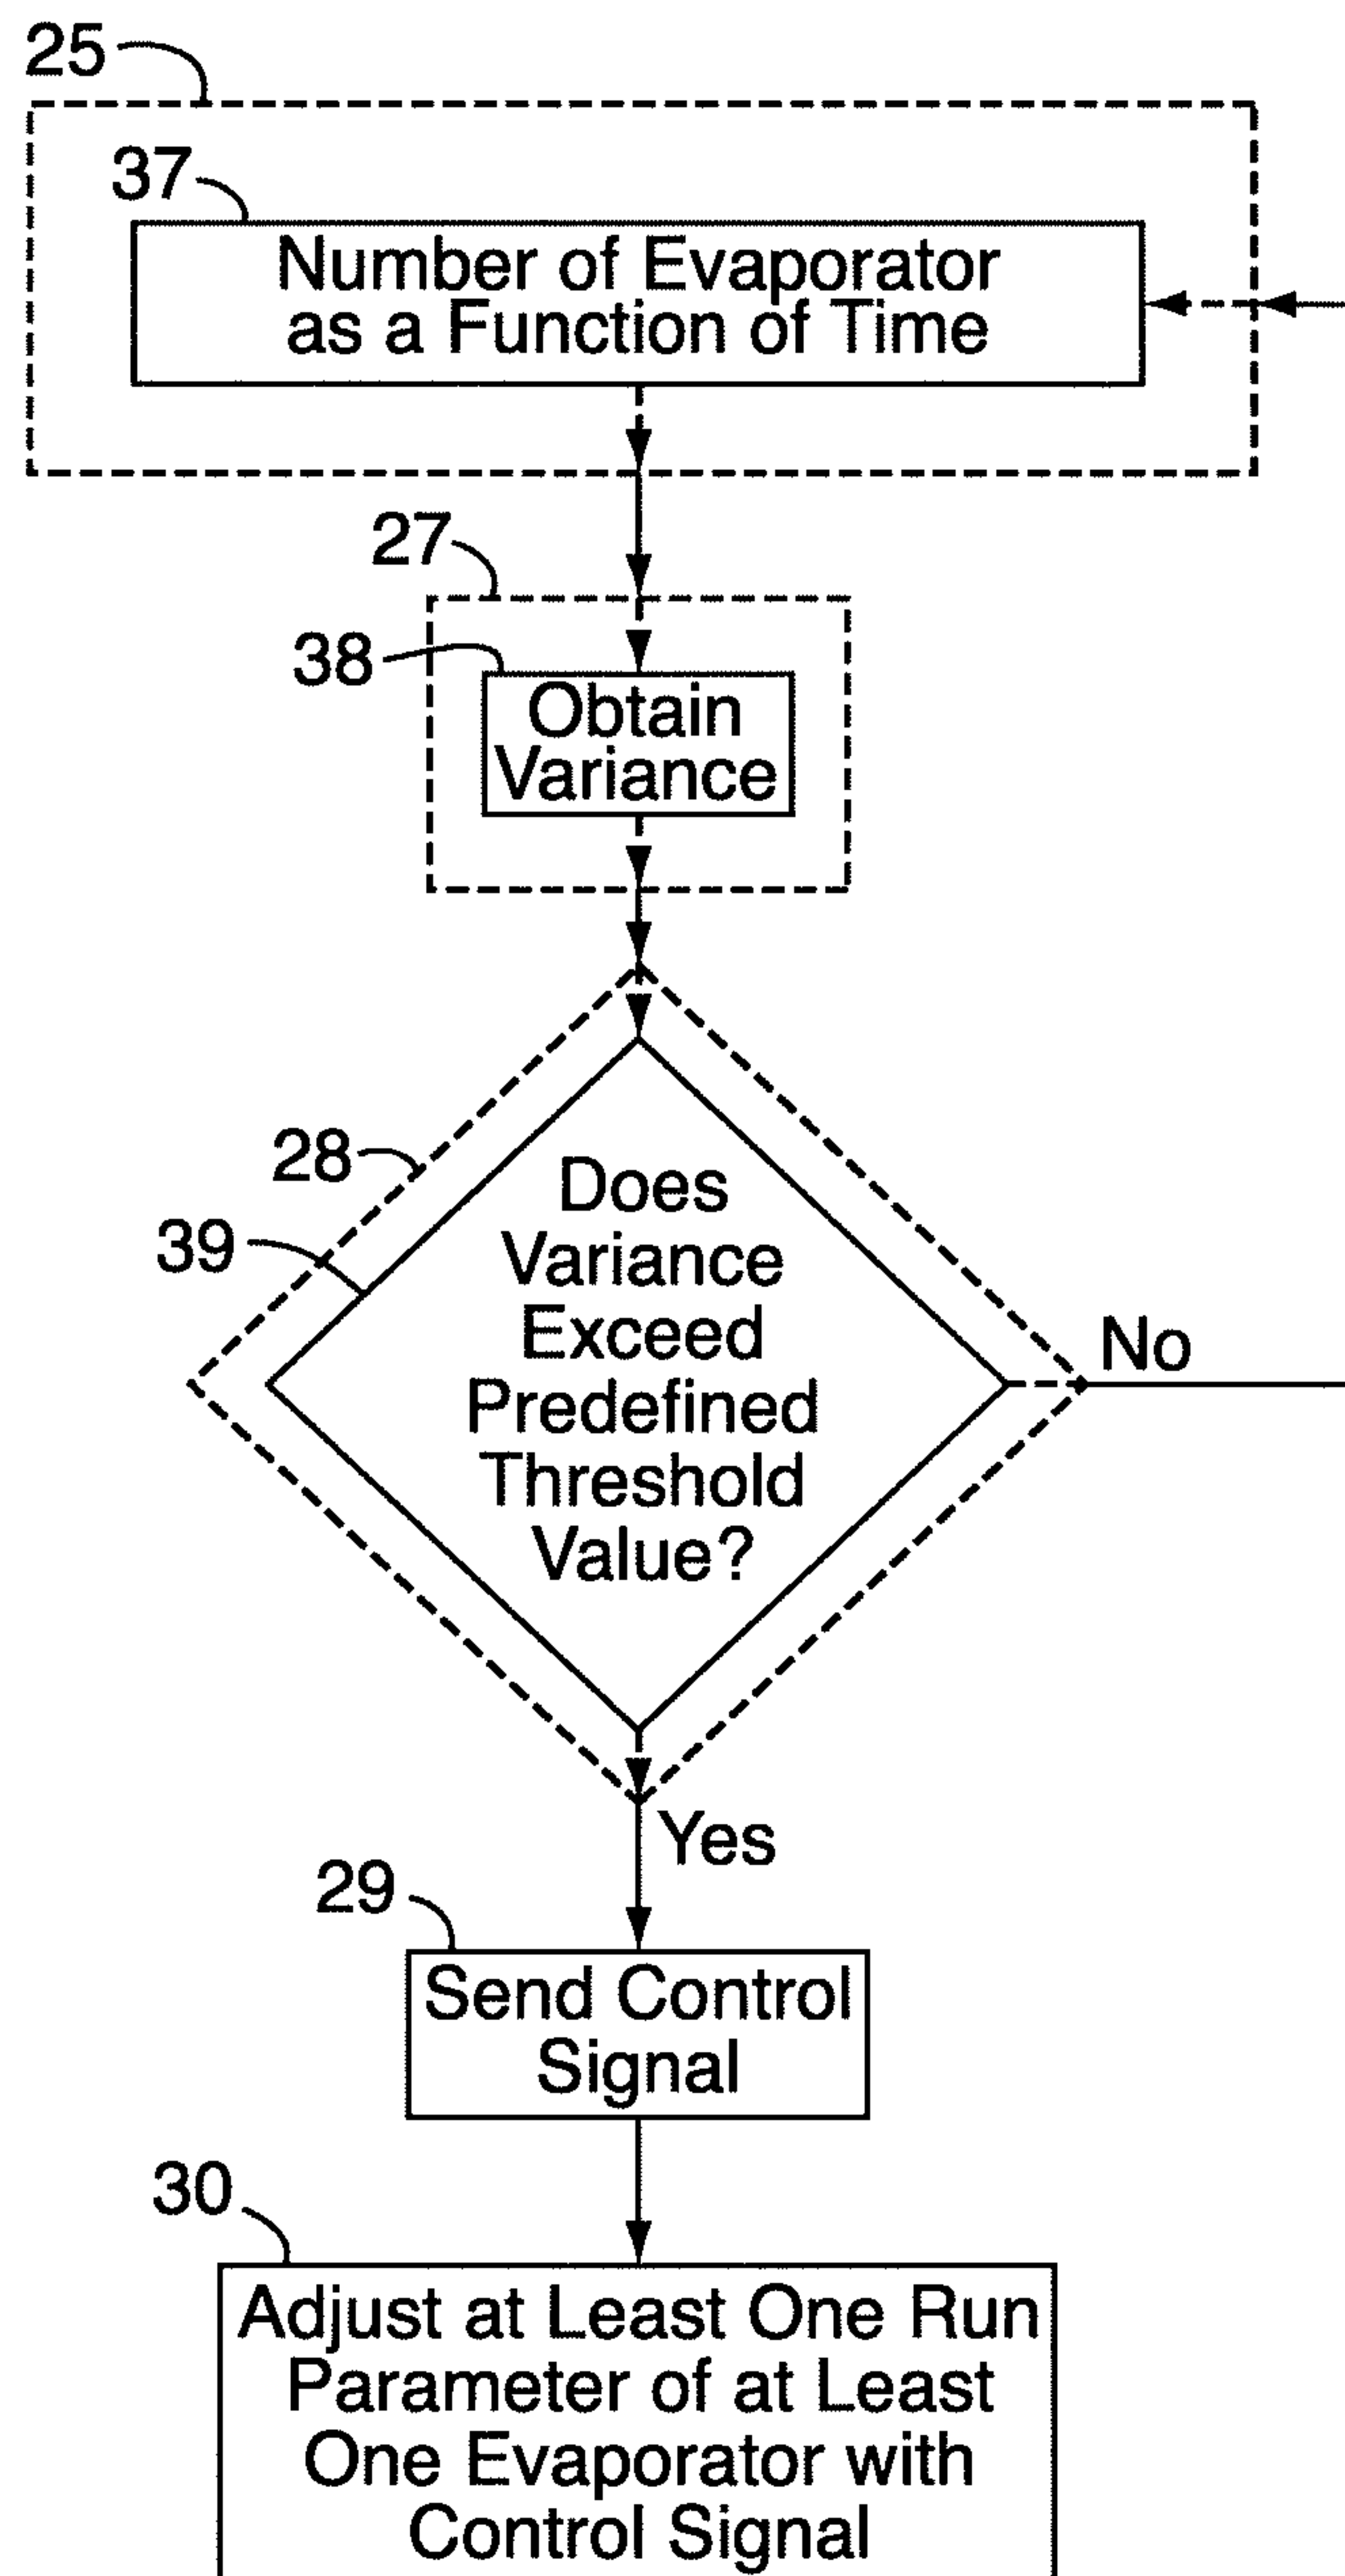 25
37
Number of Evaporator
as a Function of Time
27
38
Obtain
Variance
28
39
Does
Variance
Exceed
Predefined
Threshold
Value?
No
Yes
29
Send Control
Signal
30
Adjust at Least One Run
Parameter of at Least
One Evaporator with
Control Signal